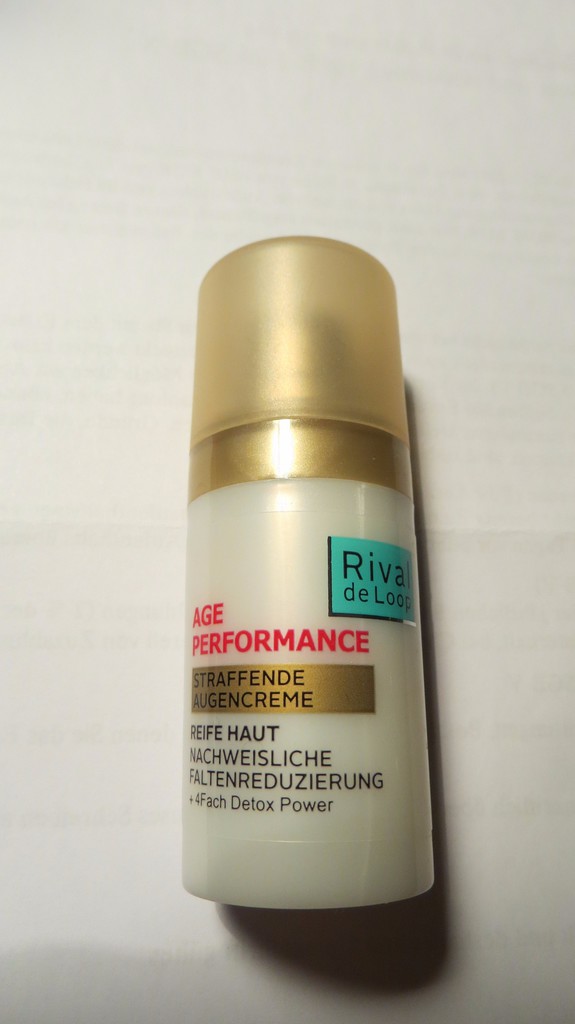 Rival
de Loop
AGE
PERFORMANCE
STRAFFENDE
AUGENCREME
REIFE HAUT
NACHWEISLICHE
FALTENREDUZIERUNG
+ 4Fach Detox Power